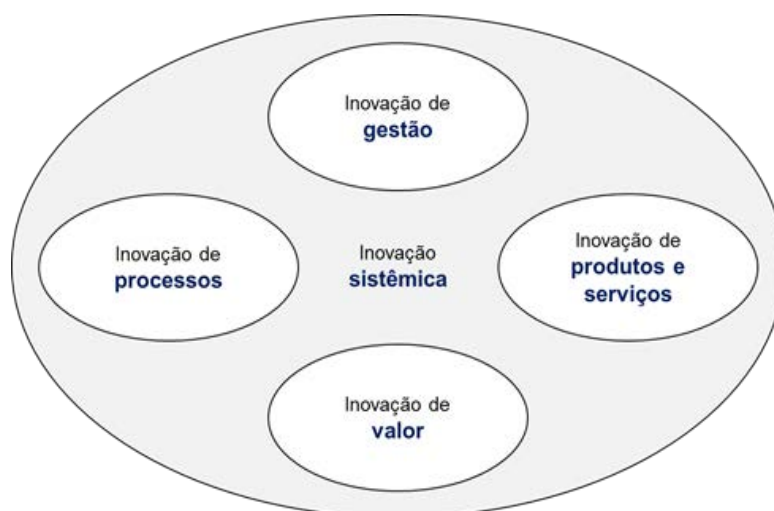 Inovação de
gestão
Inovação de
processos
Inovação
sistêmica
Inovação de
produtos e
serviços
Inovação de
valor